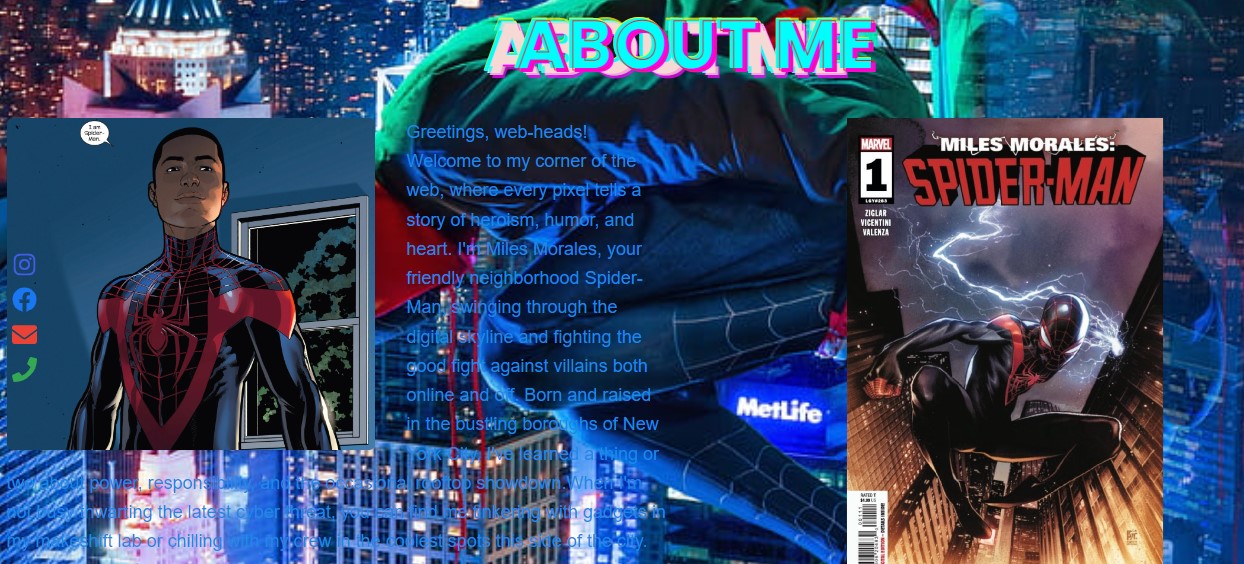 ABOUT ME
I am
Spider-
Man.
Greetings, web-heads!
Welcome to my corner of the
web, where every pixel tells a
story of heroism, humor, and
heart. I'm Miles Morales, your
friendly neighborhood Spider-
Man, swinging through the
digital skyline and fighting the
good fight against villains both
online and off. Born and raised
in the bustling boroughs of New
York City, I've learned a thing or
two about power, responsibility, and the occasional rooftop showdown. When I'm
not busy thwarting the latest cyber threat, you can find me tinkering with gadgets in
my makeshift lab or chilling with my crew in the coolest spots this side of the city.
MetLife
MARVEL
1
LGY#283
MILES MORALES:
SPIDER-MAN
ZIGLAR
VICENTINI
VALENZA
RATED T